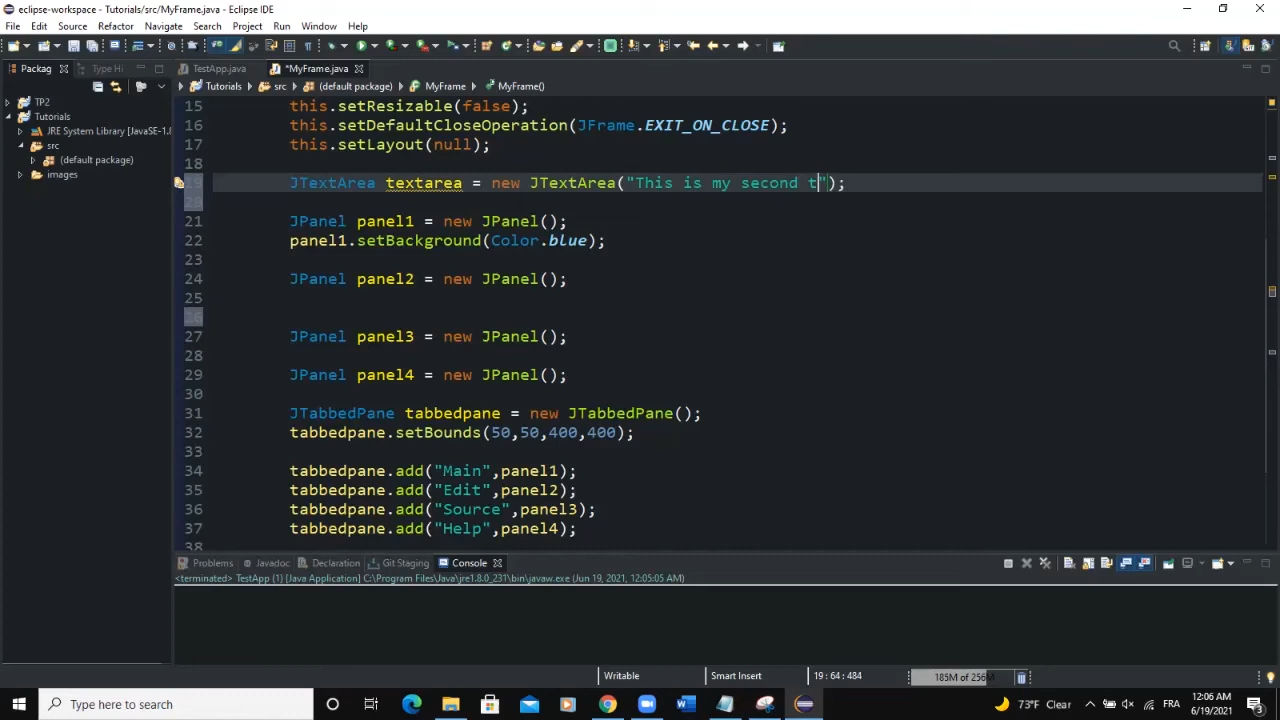 eclipse-workspace - Tutorials/src/MyFrame.java - Eclipse IDE
File Edit Source Refactor Navigate Search Project Run Window Help
Packag Type Hi TestApp.java *MyFrame.java
Tutorials src (default package) MyFrame MyFrame()
TP2
Tutorials
JRE System Library [JavaSE-1.
src
(default package)
images
15 this.setResizable(false);
16 this.setDefaultCloseOperation(JFrame.EXIT_ON_CLOSE);
17 this.setLayout(null);
18
19 JTextArea textarea = new JTextArea("This is my second t");
20
21 JPanel panel1 = new JPanel();
22 panel1.setBackground(Color.blue);
23
24 JPanel panel2 = new JPanel();
25
26
27 JPanel panel3 = new JPanel();
28
29 JPanel panel4 = new JPanel();
30
31 JTabbedPane tabbedpane = new JTabbedPane();
32 tabbedpane.setBounds(50,50,400,400);
33
34 tabbedpane.add("Main",panel1);
35 tabbedpane.add("Edit",panel2);
36 tabbedpane.add("Source",panel3);
37 tabbedpane.add("Help",panel4);
38
Problems Javadoc Declaration Git Staging Console
<terminated> TestApp (1) [Java Application] C:\Program Files\Java\jre1.8.0_231\bin\javaw.exe (Jun 19, 2021, 12:05:05 AM)
Writable Smart Insert 19 : 64 : 484 185M of 256M
Type here to search 73°F Clear FRA 12:06 AM
6/19/2021
3